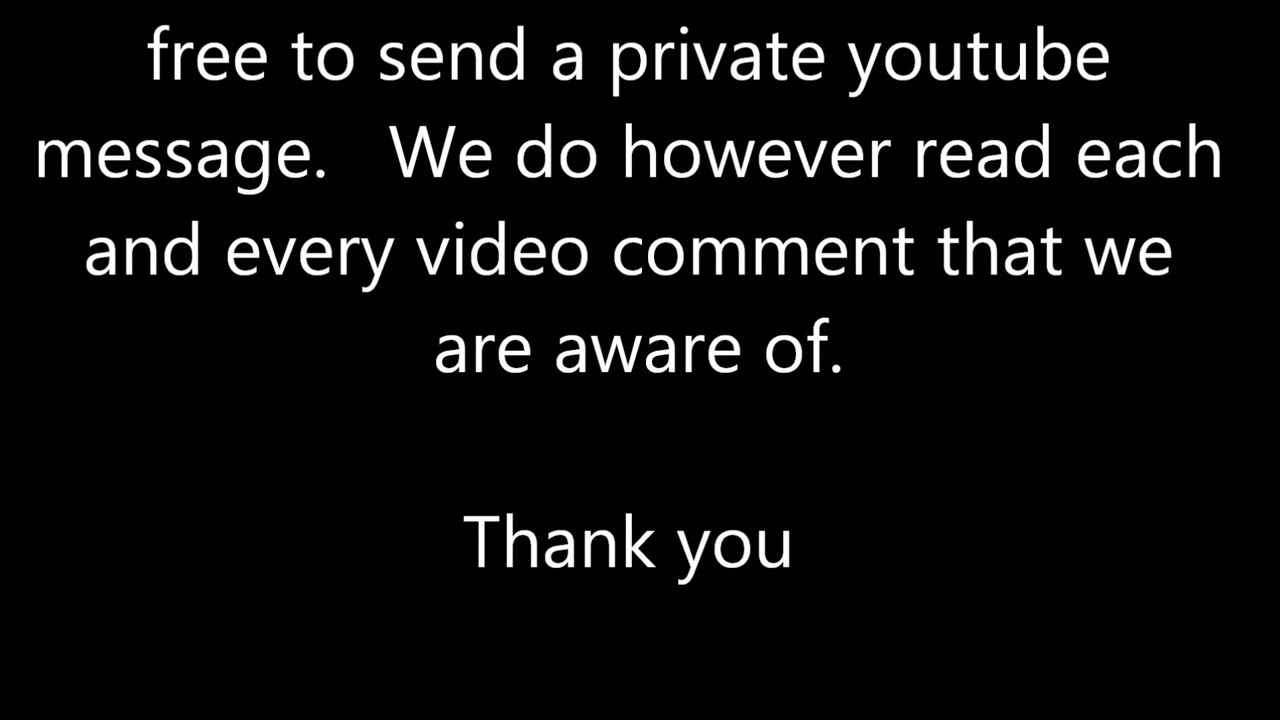 free to send a private youtube
message.   We do however read each
and every video comment that we
are aware of.
Thank you